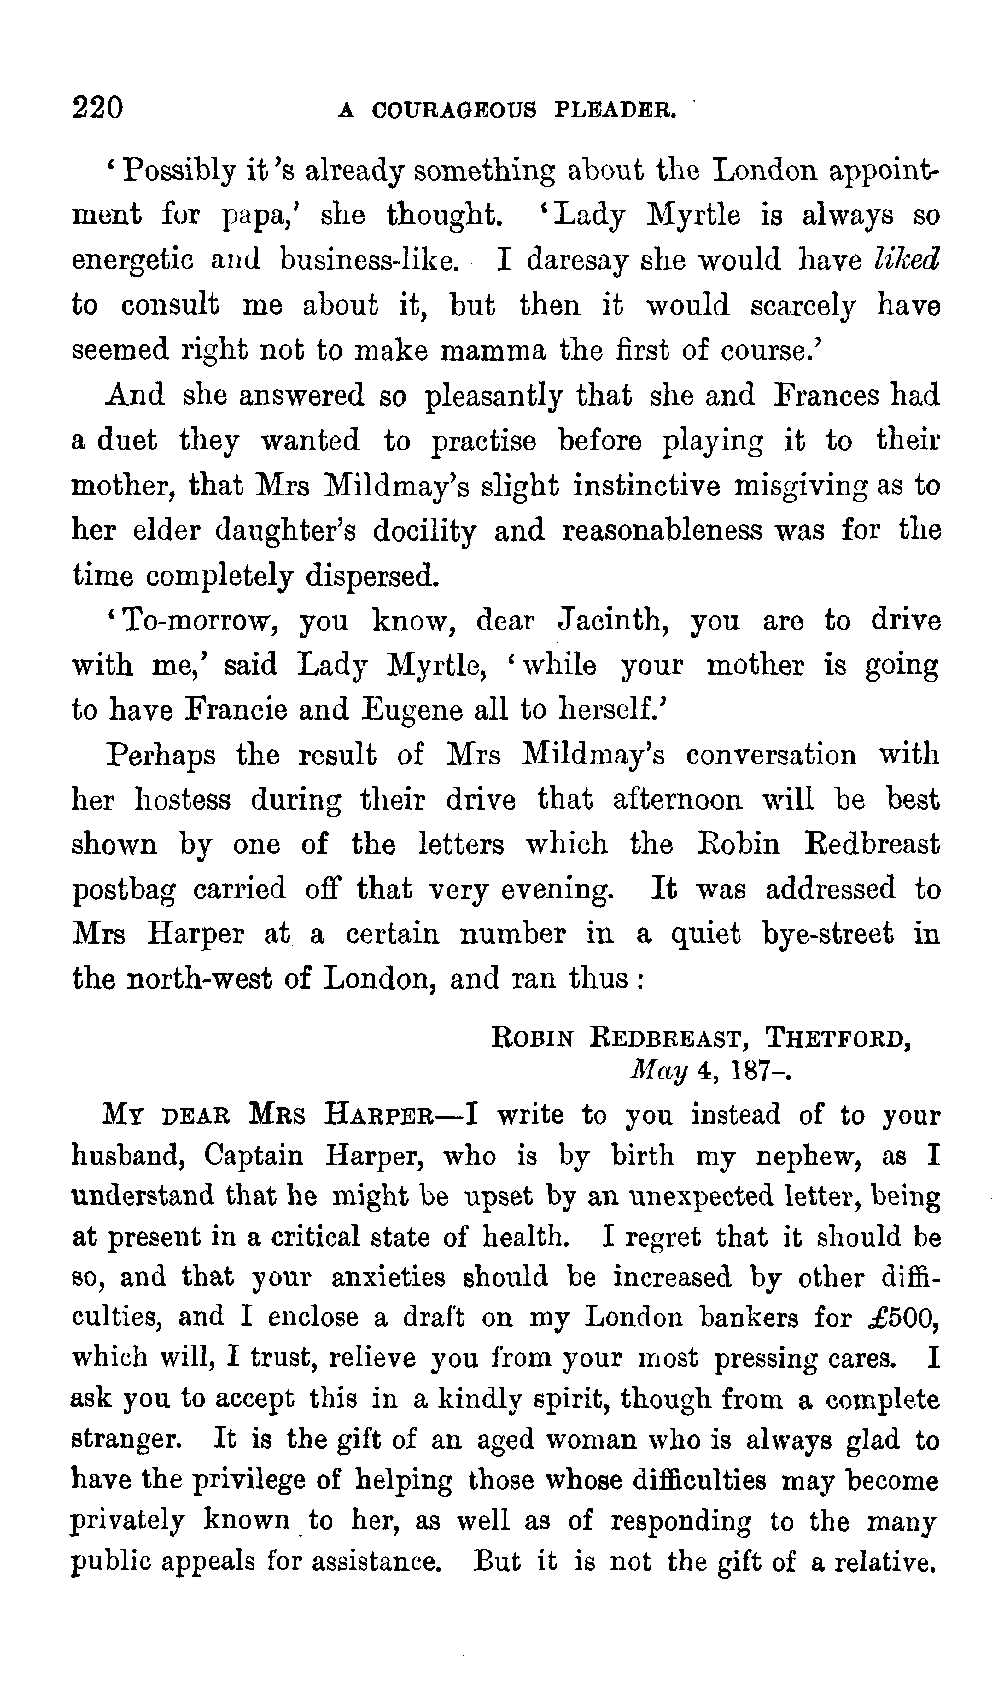 220 A COURAGEOUS PLEADER.
‘Possibly it’s already something about the London appoint-
ment for papa,’ she thought. ‘Lady Myrtle is always so
energetic and business-like. I daresay she would have liked
to consult me about it, but then it would scarcely have
seemed right not to make mamma the first of course.’
And she answered so pleasantly that she and Frances had
a duet they wanted to practise before playing it to their
mother, that Mrs Mildmay’s slight instinctive misgiving as to
her elder daughter’s docility and reasonableness was for the
time completely dispersed.
‘To-morrow, you know, dear Jacinth, you are to drive
with me,’ said Lady Myrtle, ‘while your mother is going
to have Francie and Eugene all to herself.’
Perhaps the result of Mrs Mildmay’s conversation with
her hostess during their drive that afternoon will be best
shown by one of the letters which the Robin Redbreast
postbag carried off that very evening. It was addressed to
Mrs Harper at a certain number in a quiet bye-street in
the north-west of London, and ran thus:
ROBIN REDBREAST, THETFORD,
May 4, 187–.
MY DEAR MRS HARPER—I write to you instead of to your
husband, Captain Harper, who is by birth my nephew, as I
understand that he might be upset by an unexpected letter, being
at present in a critical state of health. I regret that it should be
so, and that your anxieties should be increased by other diffi-
culties, and I enclose a draft on my London bankers for £500,
which will, I trust, relieve you from your most pressing cares. I
ask you to accept this in a kindly spirit, though from a complete
stranger. It is the gift of an aged woman who is always glad to
have the privilege of helping those whose difficulties may become
privately known to her, as well as of responding to the many
public appeals for assistance. But it is not the gift of a relative.